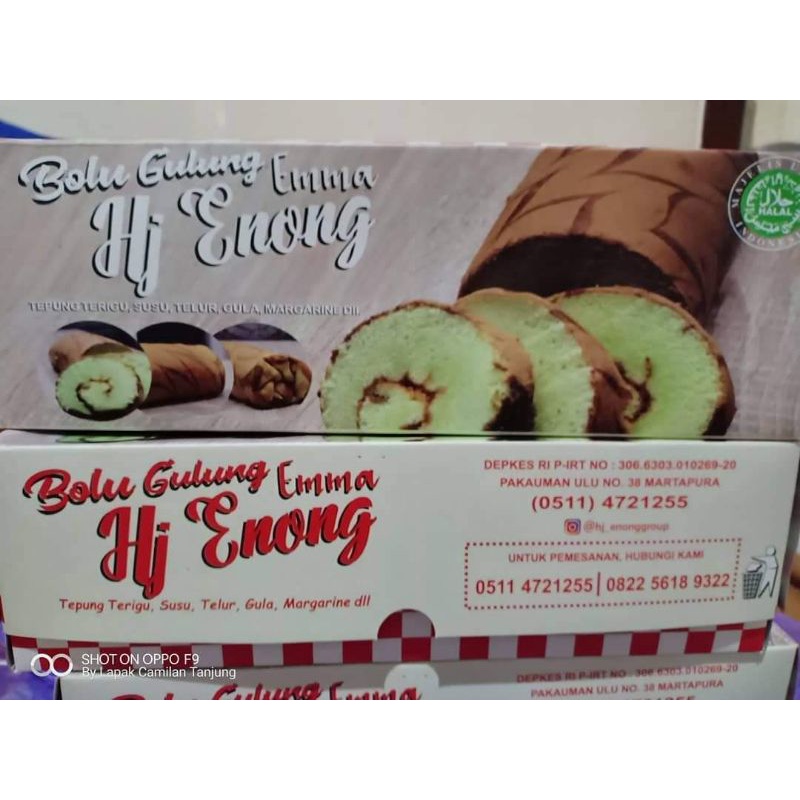 Bolu Gulung Emma
Hj Enong
TEPUNG TERIGU, SUSU, TELUR, GULA, MARGARINE Dll.
MAJELIS
حلال
HALAL
INDONESIA
Bolu Gulung Emma
Hj Enong
Tepung Terigu, Susu, Telur, Gula, Margarine dll
DEPKES RI P-IRT NO : 306.6303.010269-20
PAKAUMAN ULU NO. 38 MARTAPURA
(0511) 4721255
@hj_enonggroup
UNTUK PEMESANAN, HUBUNGI KAMI
0511 4721255 | 0822 5618 9322
SHOT ON OPPO F9
By Lapak Camilan Tanjung
Bolu Gulung Emma
DEPKES RI P-IRT NO : 306.6303.010269-20
PAKAUMAN ULU NO. 38 MARTAPURA